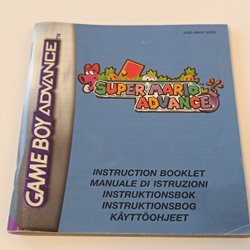 GAME BOY ADVANCE
SUPER MARIO
ADVANCE
INSTRUCTION BOOKLET
MANUALE DI ISTRUZIONI
INSTRUKTIONSBOK
INSTRUKTIONSBOG
KÄYTTÖOHJEET